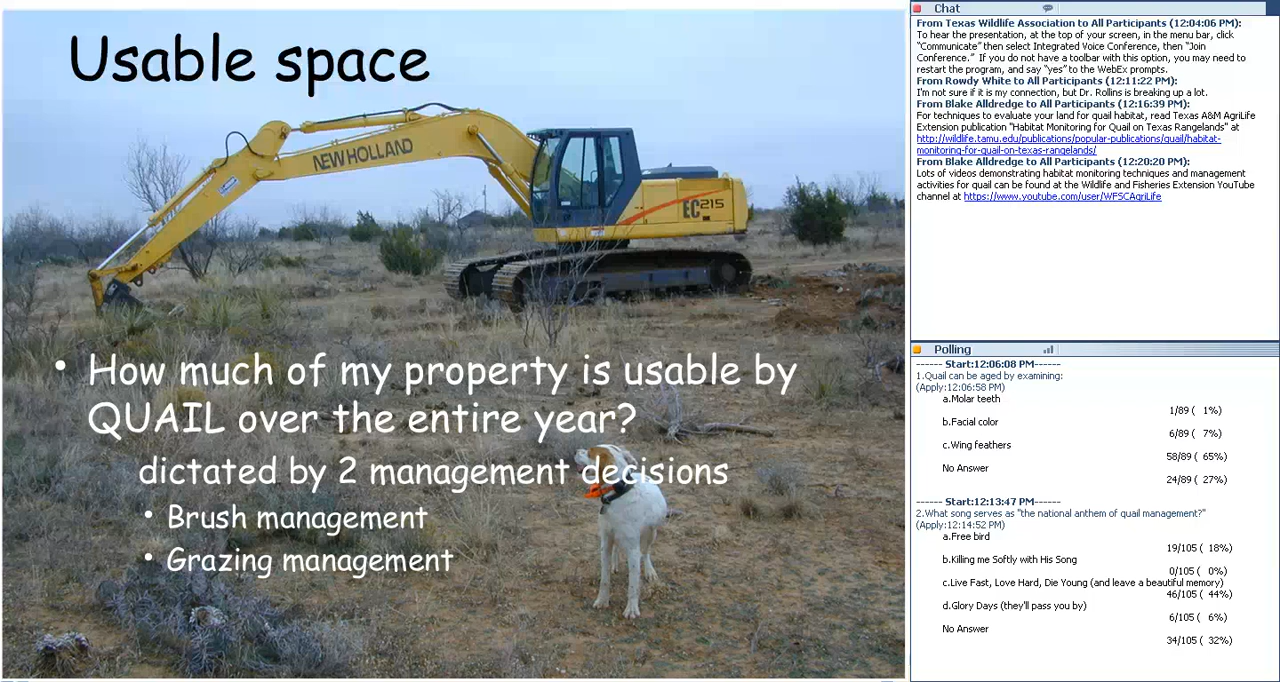 Usable space
NEW HOLLAND
EC215
• How much of my property is usable by
QUAIL over the entire year?
dictated by 2 management decisions
• Brush management
• Grazing management
Chat
From Texas Wildlife Association to All Participants (12:04:06 PM):
To hear the presentation, at the top of your screen, in the menu bar, click
"Communicate" then select Integrated Voice Conference, then "Join
Conference." If you do not have a toolbar with this option, you may need to
restart the program, and say "yes" to the WebEx prompts.
From Rowdy White to All Participants (12:11:22 PM):
I'm not sure if it is my connection, but Dr. Rollins is breaking up a lot.
From Blake Alldredge to All Participants (12:16:39 PM):
For techniques to evaluate your land for quail habitat, read Texas A&M AgriLife
Extension publication "Habitat Monitoring for Quail on Texas Rangelands" at
http://wildlife.tamu.edu/publications/popular-publications/quail/habitat-
monitoring-for-quail-on-texas-rangelands/
From Blake Alldredge to All Participants (12:20:20 PM):
Lots of videos demonstrating habitat monitoring techniques and management
activities for quail can be found at the Wildlife and Fisheries Extension YouTube
channel at https://www.youtube.com/user/WFSCAgriLife
Polling
------ Start:12:06:08 PM------
1.Quail can be aged by examining:
(Apply:12:06:58 PM)
a.Molar teeth
1/89 ( 1%)
b.Facial color
6/89 ( 7%)
c.Wing feathers
58/89 ( 65%)
No Answer
24/89 ( 27%)
------ Start:12:13:47 PM------
2.What song serves as "the national anthem of quail management?"
(Apply:12:14:52 PM)
a.Free bird
19/105 ( 18%)
b.Killing me Softly with His Song
0/105 ( 0%)
c.Live Fast, Love Hard, Die Young (and leave a beautiful memory)
46/105 ( 44%)
d.Glory Days (they'll pass you by)
6/105 ( 6%)
No Answer
34/105 ( 32%)